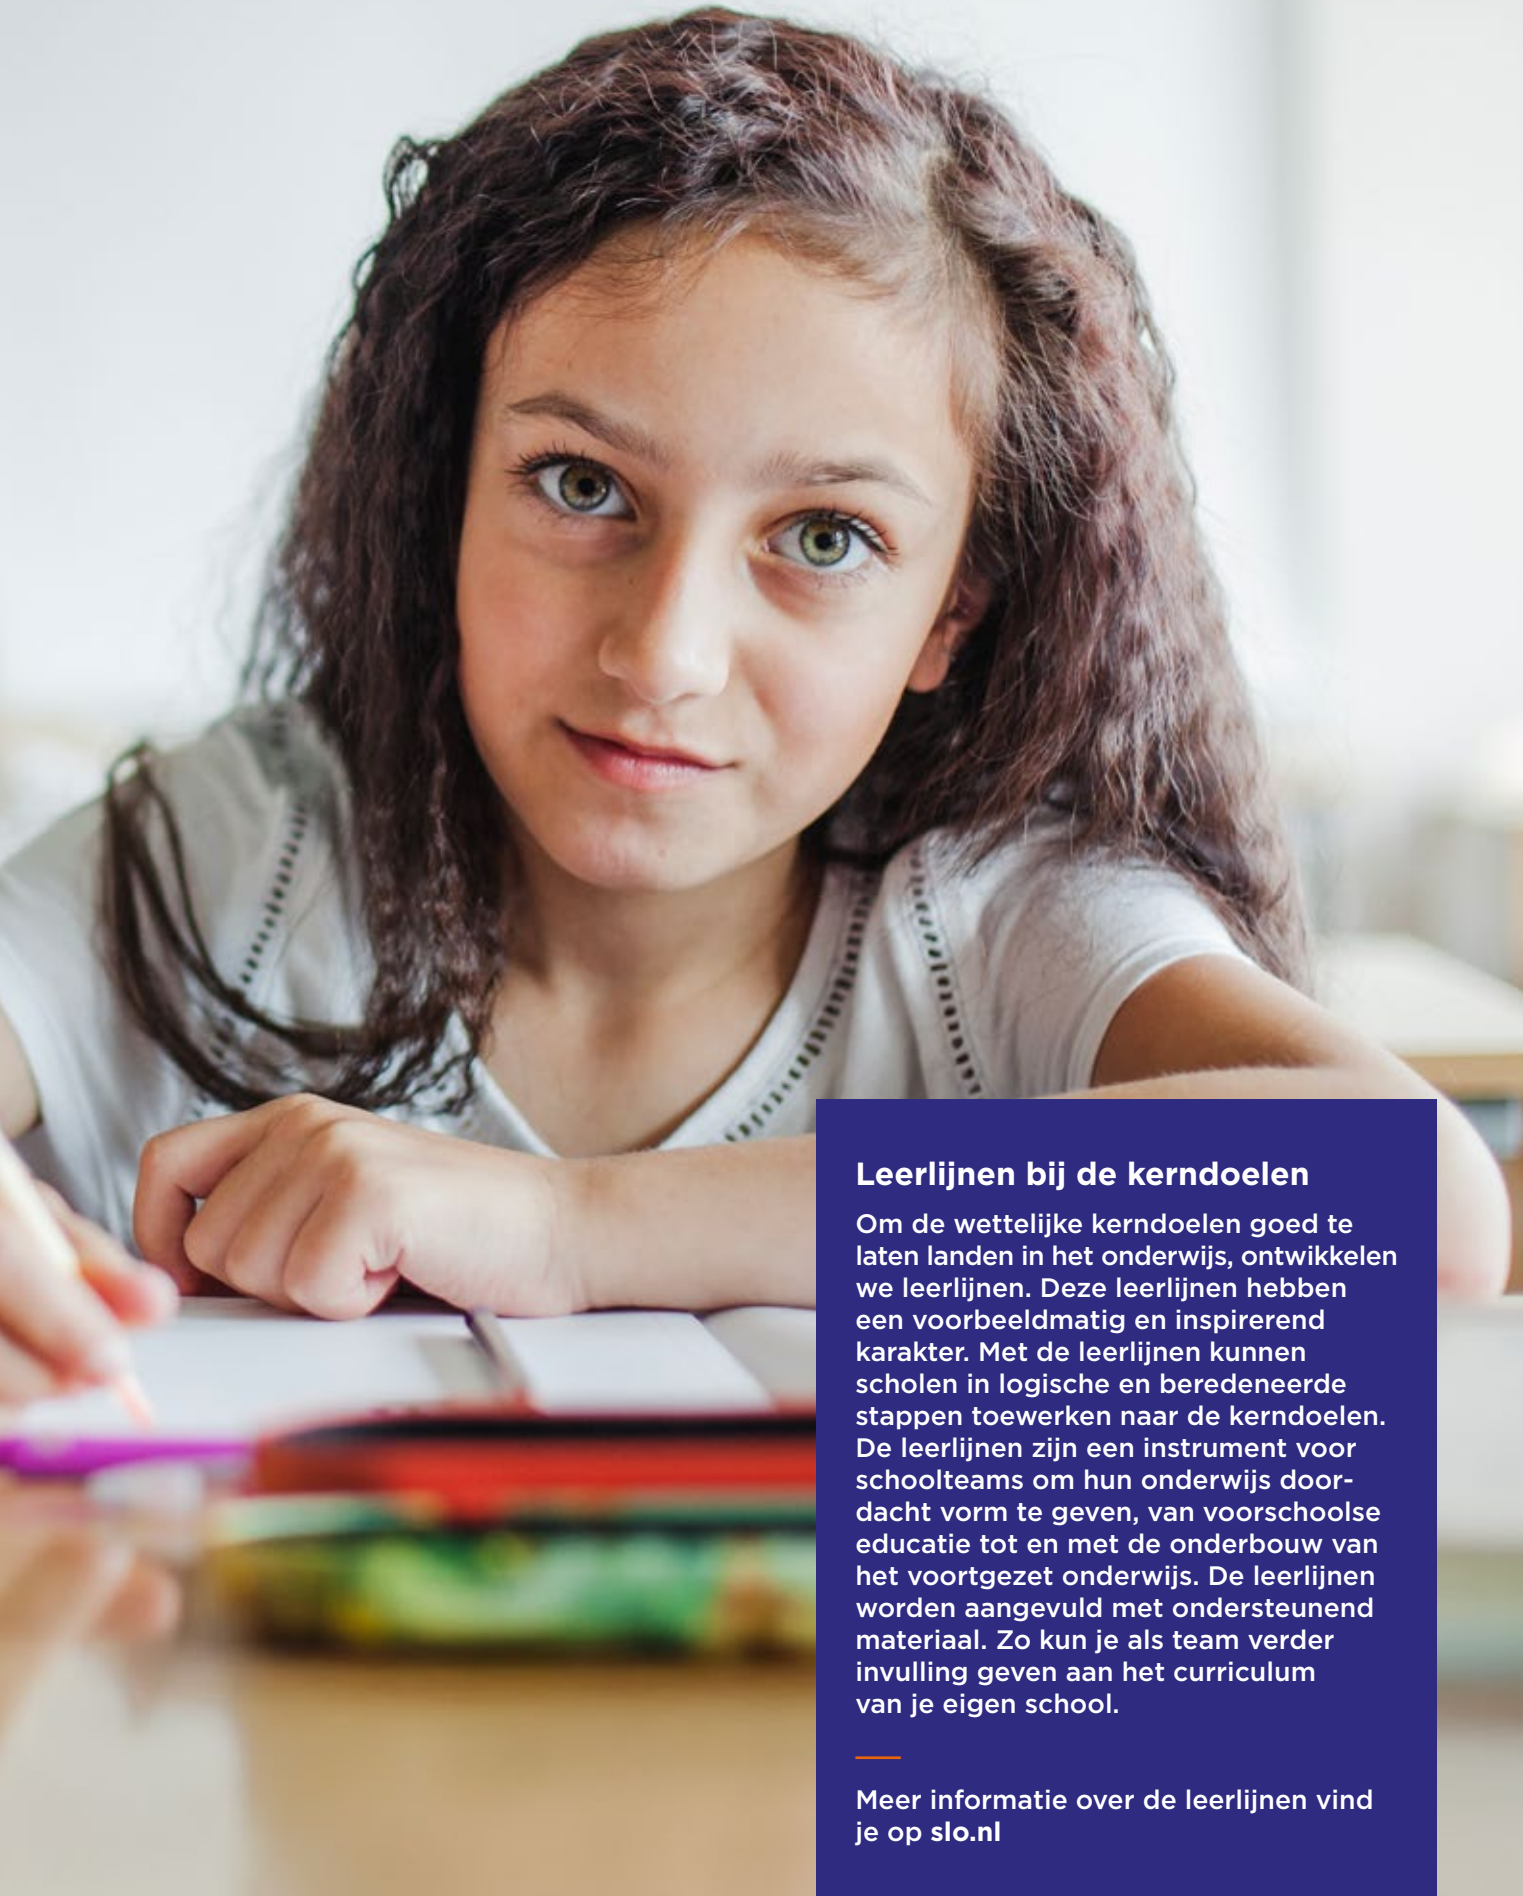 Leerlijnen bij de kerndoelen
Om de wettelijke kerndoelen goed te
laten landen in het onderwijs, ontwikkelen
we leerlijnen. Deze leerlijnen hebben
een voorbeeldmatig en inspirerend
karakter. Met de leerlijnen kunnen
scholen in logische en beredeneerde
stappen toewerken naar de kerndoelen.
De leerlijnen zijn een instrument voor
schoolteams om hun onderwijs door-
dacht vorm te geven, van voorschoolse
educatie tot en met de onderbouw van
het voortgezet onderwijs. De leerlijnen
worden aangevuld met ondersteunend
materiaal. Zo kun je als team verder
invulling geven aan het curriculum
van je eigen school.
Meer informatie over de leerlijnen vind
je op slo.nl